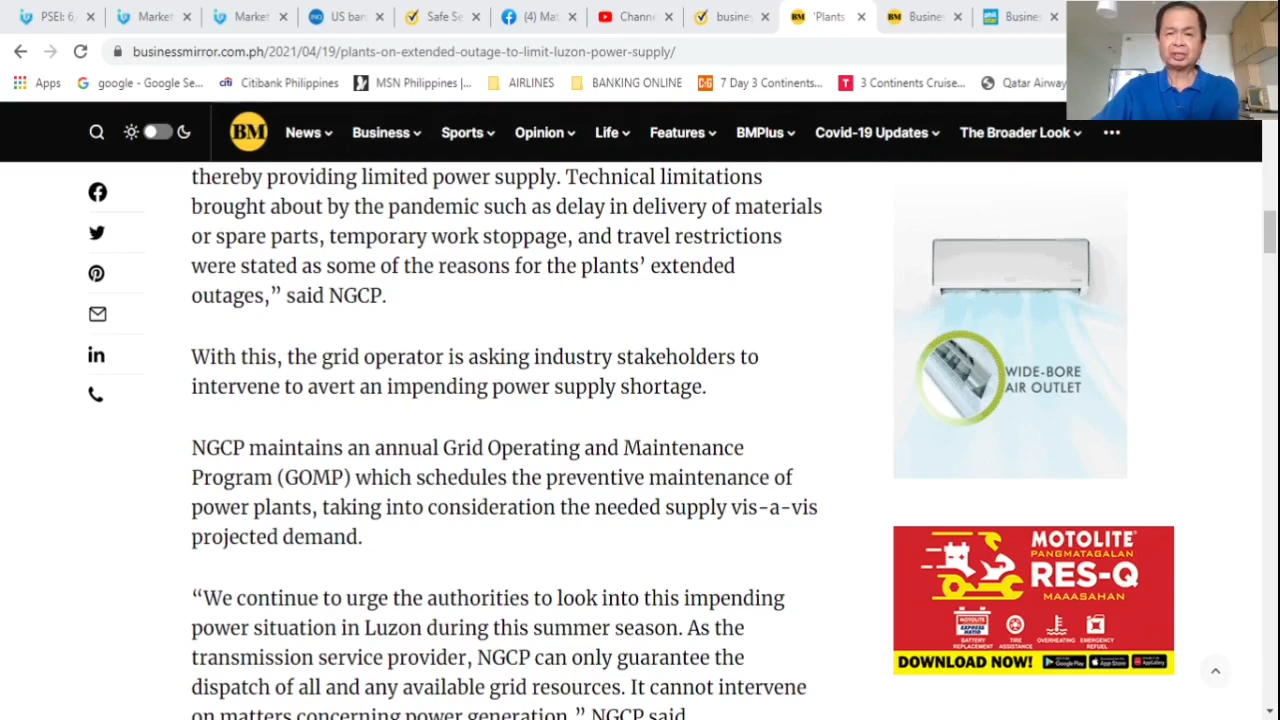 PSEI: 6,
Market
Market
US ban
Safe Se
(4) Mat
Chann
busine
'Plants
Busine
Busine
businessmirror.com.ph/2021/04/19/plants-on-extended-outage-to-limit-luzon-power-supply/
Apps
google - Google Se...
Citibank Philippines
MSN Philippines |...
AIRLINES
BANKING ONLINE
7 Day 3 Continents...
3 Continents Cruise...
Qatar Airway
BM
News
Business
Sports
Opinion
Life
Features
BMPlus
Covid-19 Updates
The Broader Look
thereby providing limited power supply. Technical limitations
brought about by the pandemic such as delay in delivery of materials
or spare parts, temporary work stoppage, and travel restrictions
were stated as some of the reasons for the plants’ extended
outages,” said NGCP.
With this, the grid operator is asking industry stakeholders to
intervene to avert an impending power supply shortage.
NGCP maintains an annual Grid Operating and Maintenance
Program (GOMP) which schedules the preventive maintenance of
power plants, taking into consideration the needed supply vis-a-vis
projected demand.
“We continue to urge the authorities to look into this impending
power situation in Luzon during this summer season. As the
transmission service provider, NGCP can only guarantee the
dispatch of all and any available grid resources. It cannot intervene
on matters concerning power generation,” NGCP said
WIDE-BORE
AIR OUTLET
MOTOLITE
PANGMATAGALAN
RES-Q
MAAASAHAN
BATTERY
REPLACEMENT
TIRE
ASSISTANCE
OVERHEATING
EMERGENCY
REFUEL
DOWNLOAD NOW!
Google Play
App Store
AppGallery